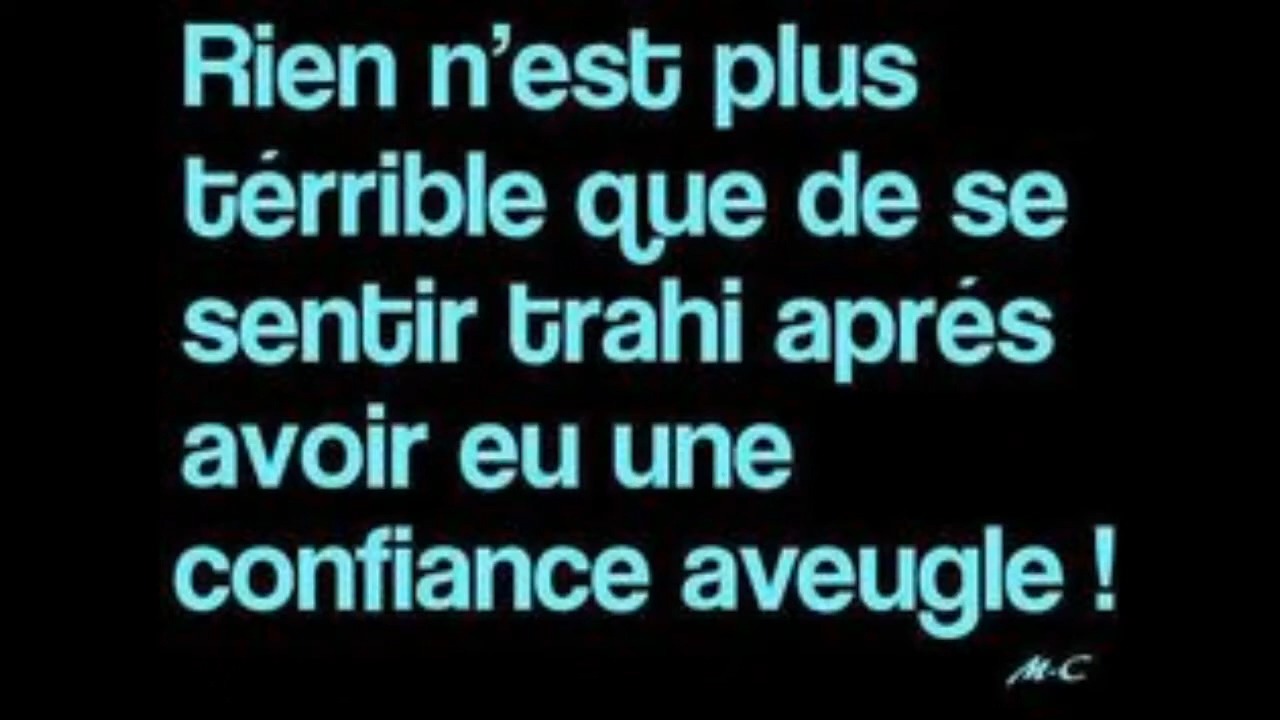 Rien n'est plus
térrible que de se
sentir trahi aprés
avoir eu une
confiance aveugle !
M-C